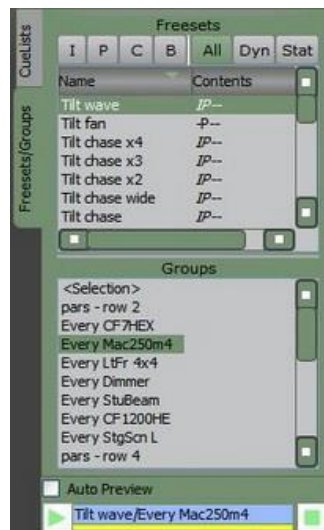 CueLists
Freesets/Groups
Freesets
I P C B All Dyn Stat
Name Contents
Tilt wave IP--
Tilt fan -P--
Tilt chase x4 IP--
Tilt chase x3 IP--
Tilt chase x2 IP--
Tilt chase wide IP--
Tilt chase IP--
Groups
<Selection>
pars - row 2
Every CF7HEX
Every Mac250m4
Every LtFr 4x4
Every Dimmer
Every StuBeam
Every CF1200HE
Every StgScn L
pars - row 4
Auto Preview
Tilt wave/Every Mac250m4